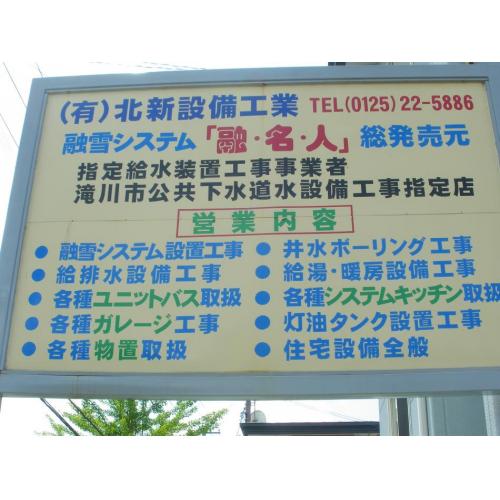 (有)北新設備工業 TEL(0125)22-5886
融雪システム「融・名・人」総発売元
指定給水装置工事事業者
滝川市公共下水道水設備工事指定店
営業内容
● 融雪システム設置工事 ● 井水ボーリング工事
● 給排水設備工事 ● 給湯・暖房設備工事
● 各種ユニットバス取扱 ● 各種システムキッチン取扱
● 各種ガレージ工事 ● 灯油タンク設置工事
● 各種物置取扱 ● 住宅設備全般